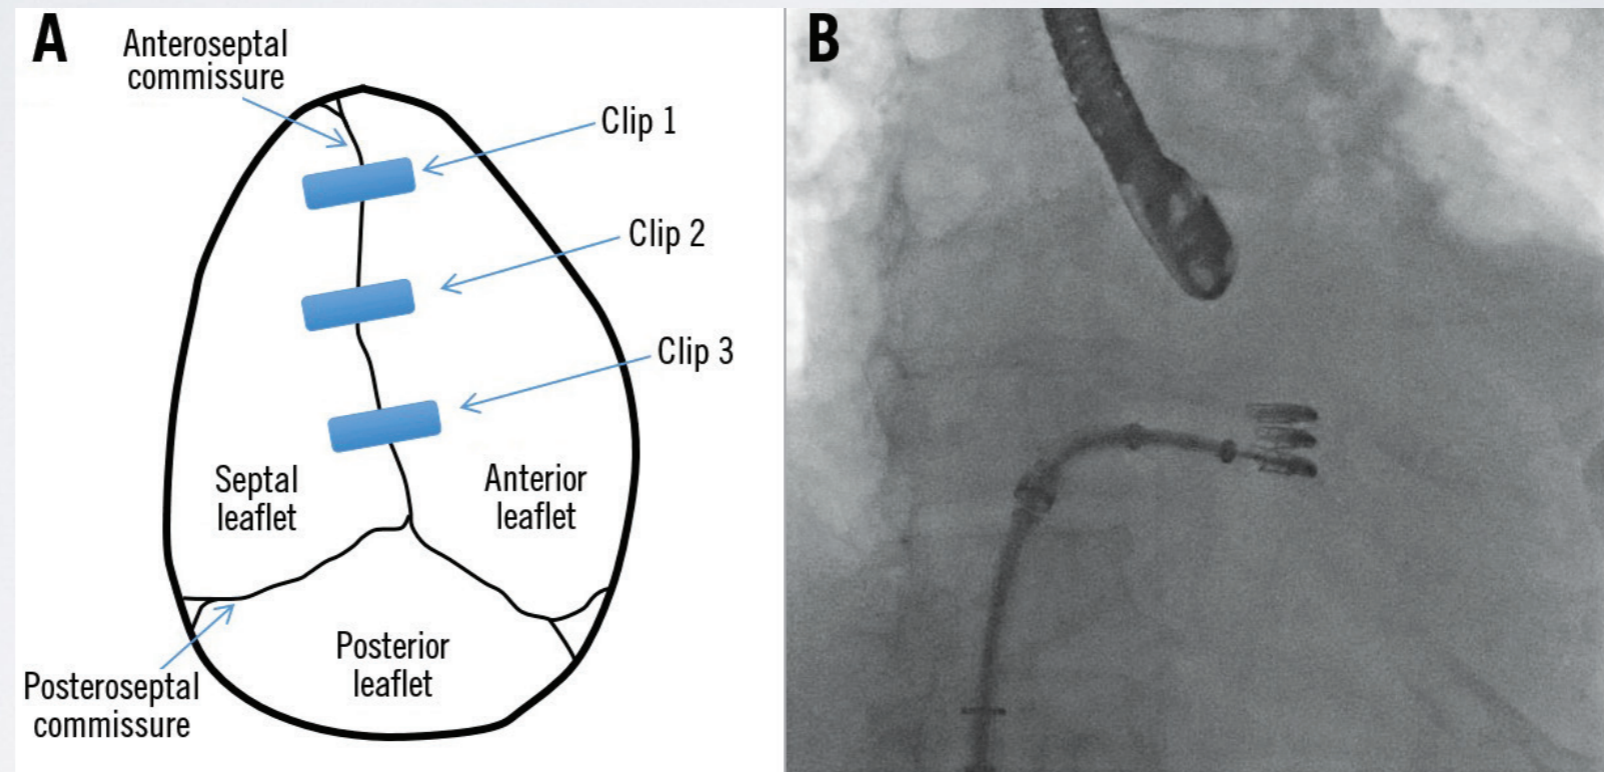 A
Anteroseptal
commissure
Clip 1
Clip 2
Clip 3
Septal
leaflet
Anterior
leaflet
Posterior
leaflet
Posteroseptal
commissure
B